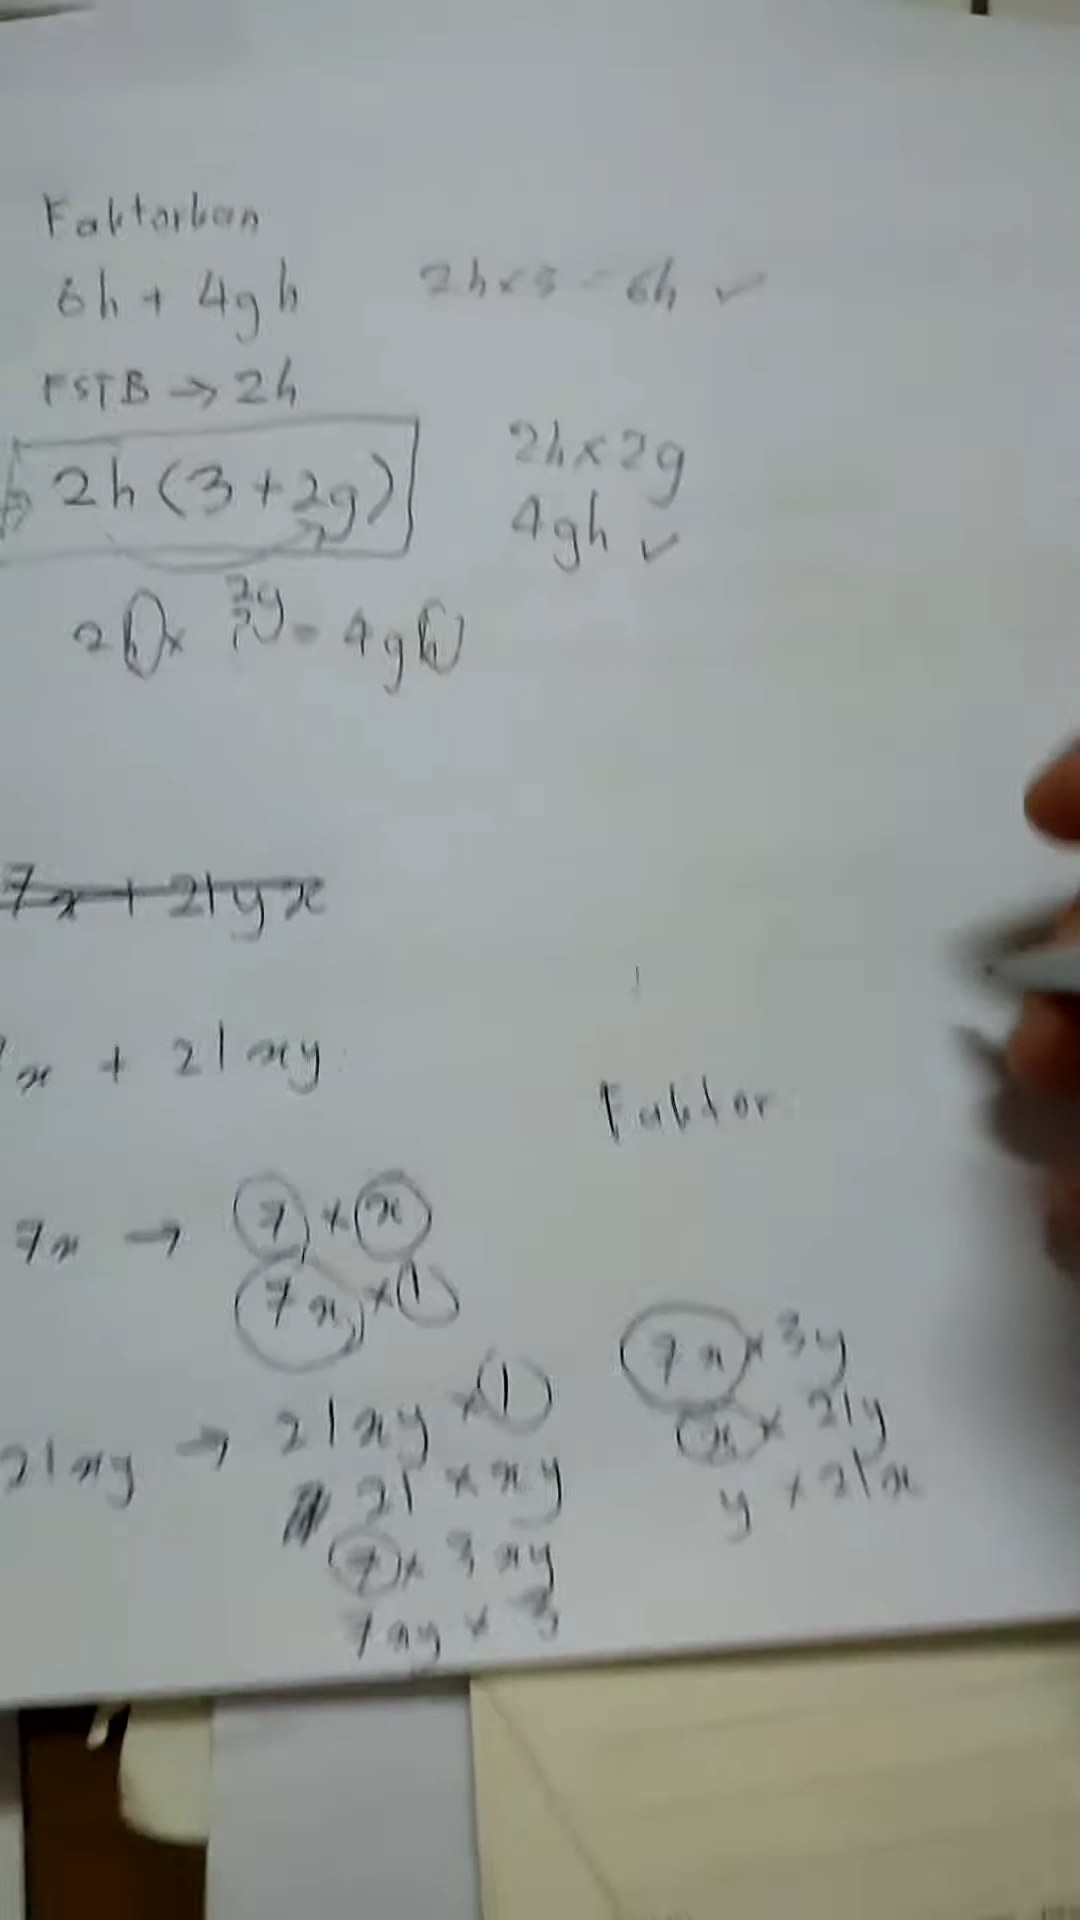 Faktorkan
6h + 4gh
2h x 3 = 6h ✓
FSTB → 2h
2h (3 + 2g)
2h x 2g
4gh ✓
2h x 2g = 4gh
7x + 21yx
x + 21xy
Faktor
7x → 7 x x
7x x 1
21xy → 21xy x 1
21 x xy
7 x 3xy
7xy x 3
7x x 3y
x x 21y
y x 21x